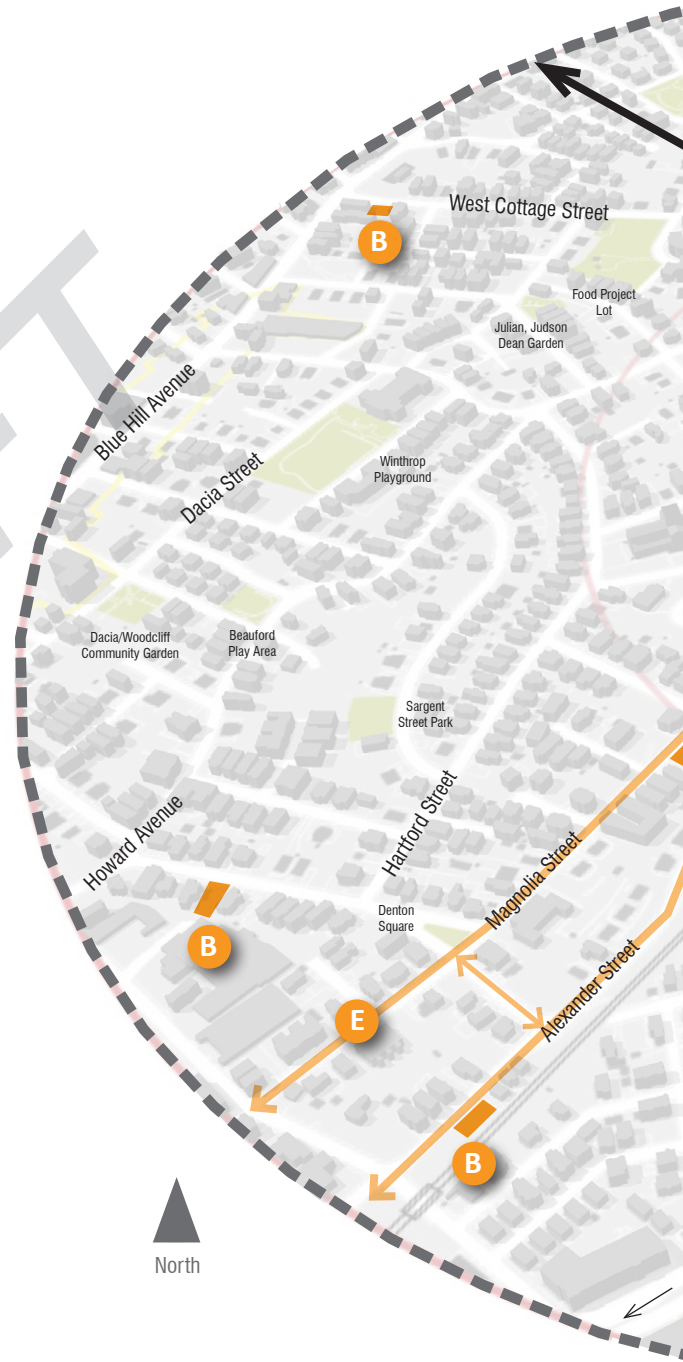 West Cottage Street
B
Food Project
Lot
Julian, Judson
Dean Garden
Blue Hill Avenue
Winthrop
Playground
Dacia Street
Dacia/Woodcliff
Community Garden
Beauford
Play Area
Sargent
Street Park
Hartford Street
Howard Avenue
Magnolia Street
Denton
Square
B
Alexander Street
E
B
North